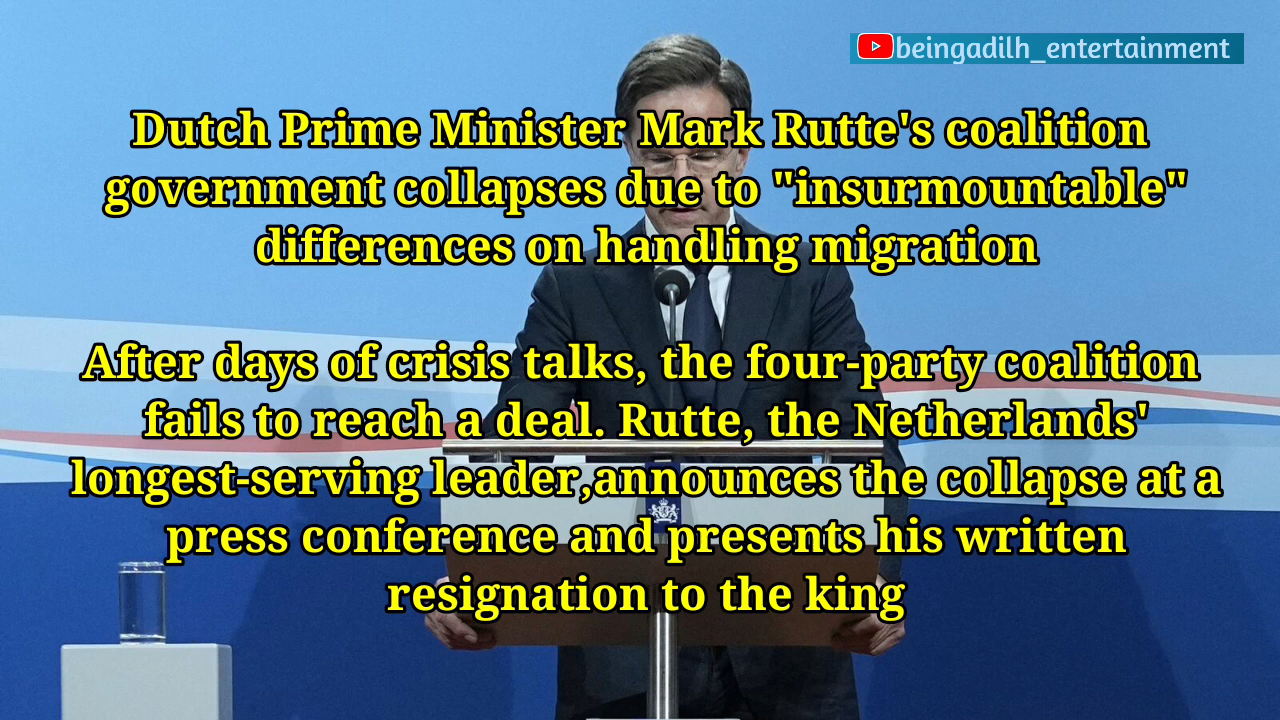 beingadilh_entertainment
Dutch Prime Minister Mark Rutte's coalition
government collapses due to "insurmountable"
differences on handling migration
After days of crisis talks, the four-party coalition
fails to reach a deal. Rutte, the Netherlands'
longest-serving leader,announces the collapse at a
press conference and presents his written
resignation to the king